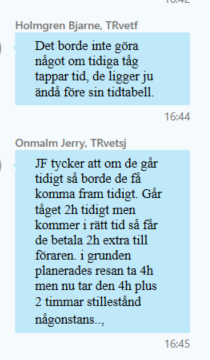 Holmgren Bjarne, TRvetf
Det borde inte göra
något om tidiga tåg
tappar tid, de ligger ju
ändå före sin tidtabell.
16:44
Onmalm Jerry, TRvetsj
JF tycker att om de går
tidigt så borde de få
komma fram tidigt. Går
tåget 2h tidigt men
kommer i rätt tid så får
de betala 2h extra till
föraren. i grunden
planerades resan ta 4h
men nu tar den 4h plus
2 timmar stillestånd
någonstans..,
16:45